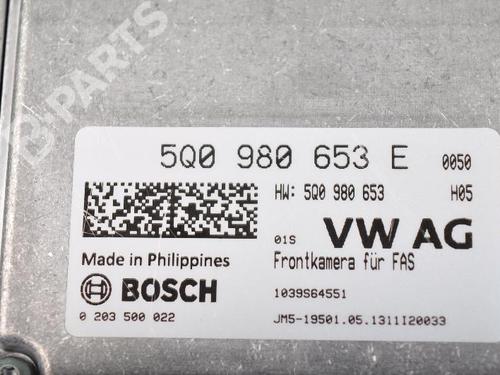 B-PARTS
5Q0 980 653 E 0050
HW: 5Q0 980 653 H05
01S VW AG
Made in Philippines Frontkamera für FAS
BOSCH 1039S64551
0 203 500 022 JM5-19501.05.1311I20033